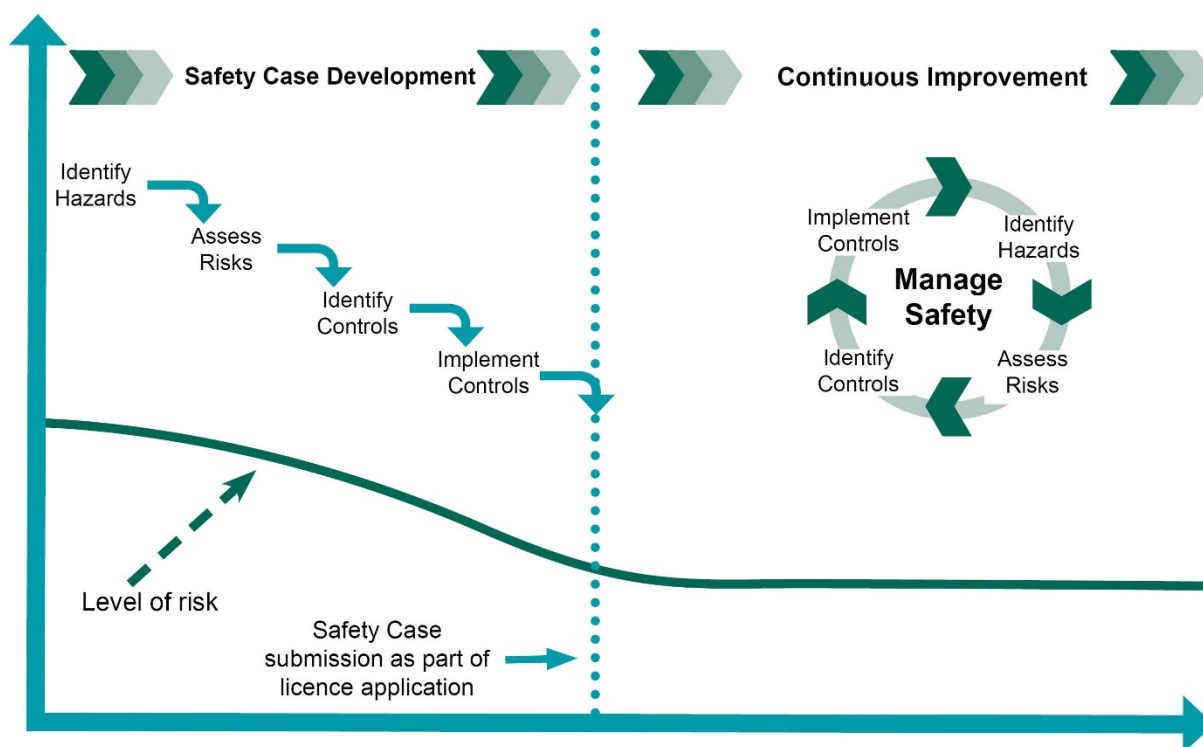 Safety Case Development
Continuous Improvement
Identify
Hazards
Assess
Risks
Identify
Controls
Implement
Controls
Implement
Controls
Identify
Hazards
Manage
Safety
Identify
Controls
Assess
Risks
Level of risk
Safety Case
submission as part of
licence application